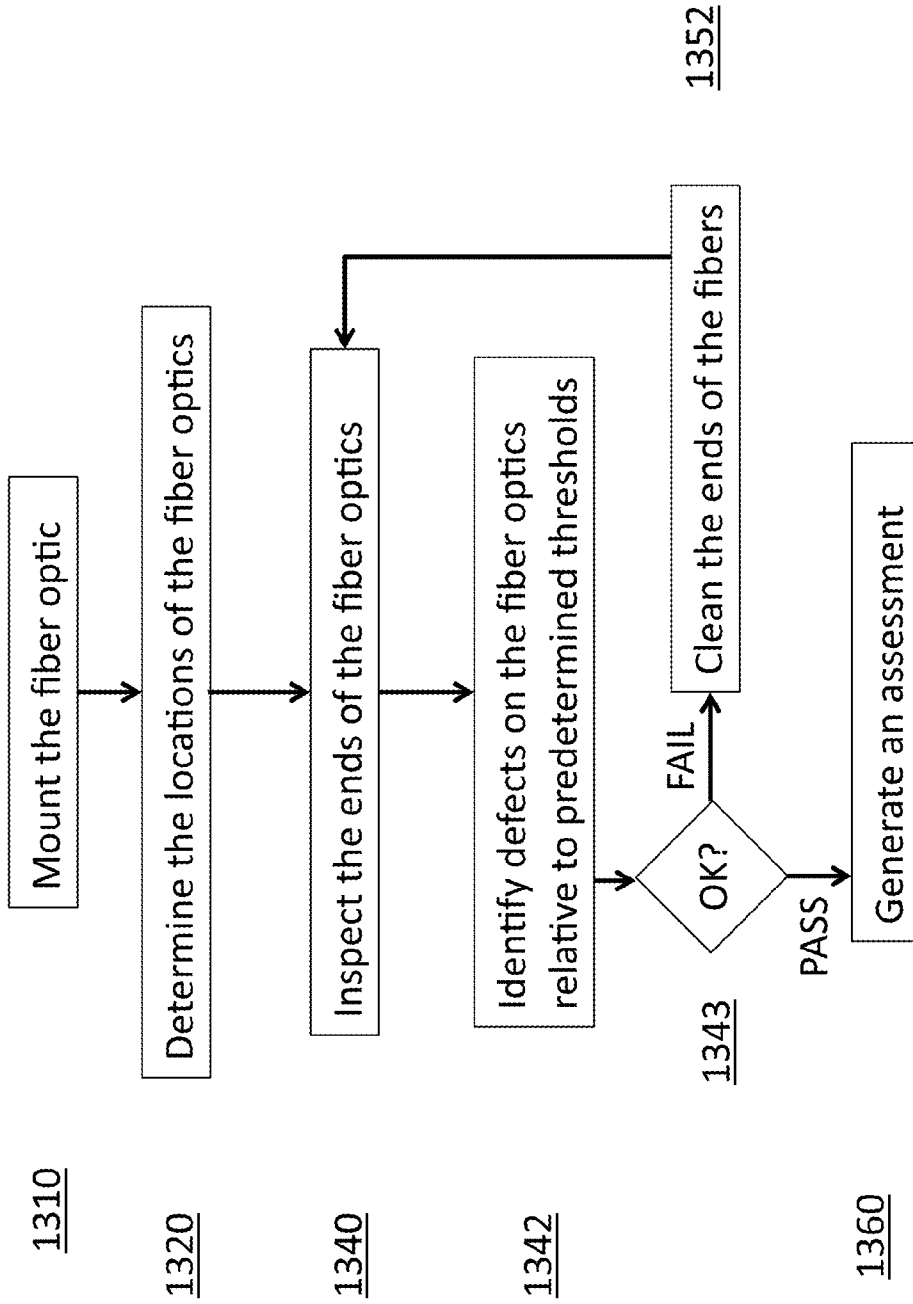 1310
Mount the fiber optic
1320
Determine the locations of the fiber optics
1340
Inspect the ends of the fiber optics
1342
Identify defects on the fiber optics
relative to predetermined thresholds
1343
OK?
FAIL
Clean the ends of the fibers
1352
PASS
1360
Generate an assessment